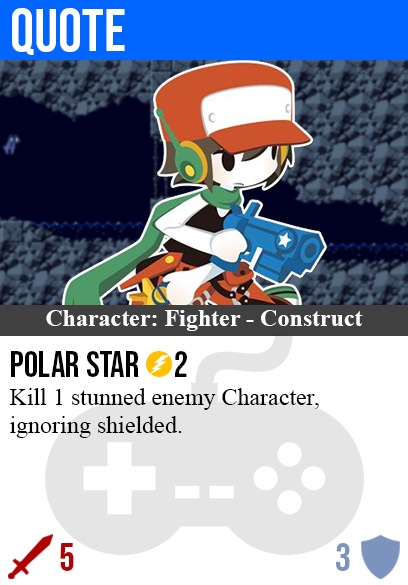 QUOTE
Character: Fighter - Construct
POLAR STAR 2
Kill 1 stunned enemy Character,
ignoring shielded.
5
3